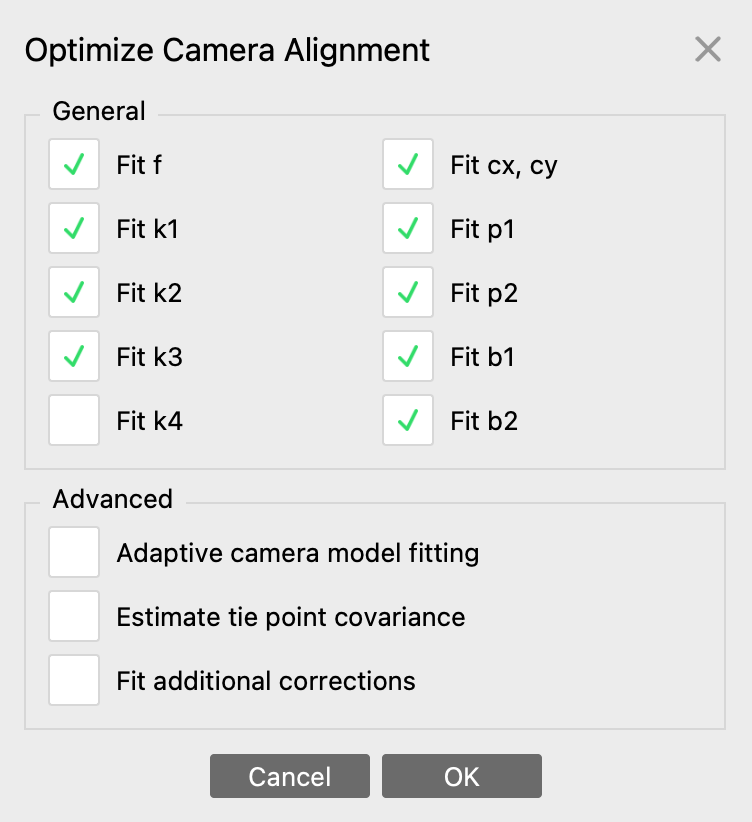 Optimize Camera Alignment
General
Fit f
Fit cx, cy
Fit k1
Fit p1
Fit k2
Fit p2
Fit k3
Fit b1
Fit k4
Fit b2
Advanced
Adaptive camera model fitting
Estimate tie point covariance
Fit additional corrections
Cancel
OK